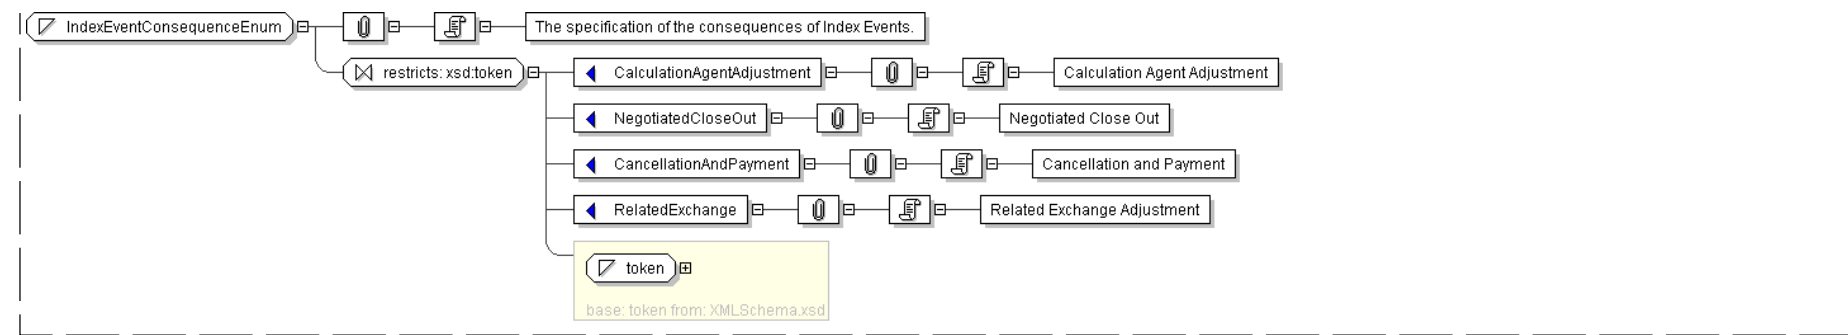 IndexEventConsequenceEnum The specification of the consequences of Index Events.
restricts: xsd:token CalculationAgentAdjustment Calculation Agent Adjustment
NegotiatedCloseOut Negotiated Close Out
CancellationAndPayment Cancellation and Payment
RelatedExchange Related Exchange Adjustment
token
base: token from: XMLSchema.xsd